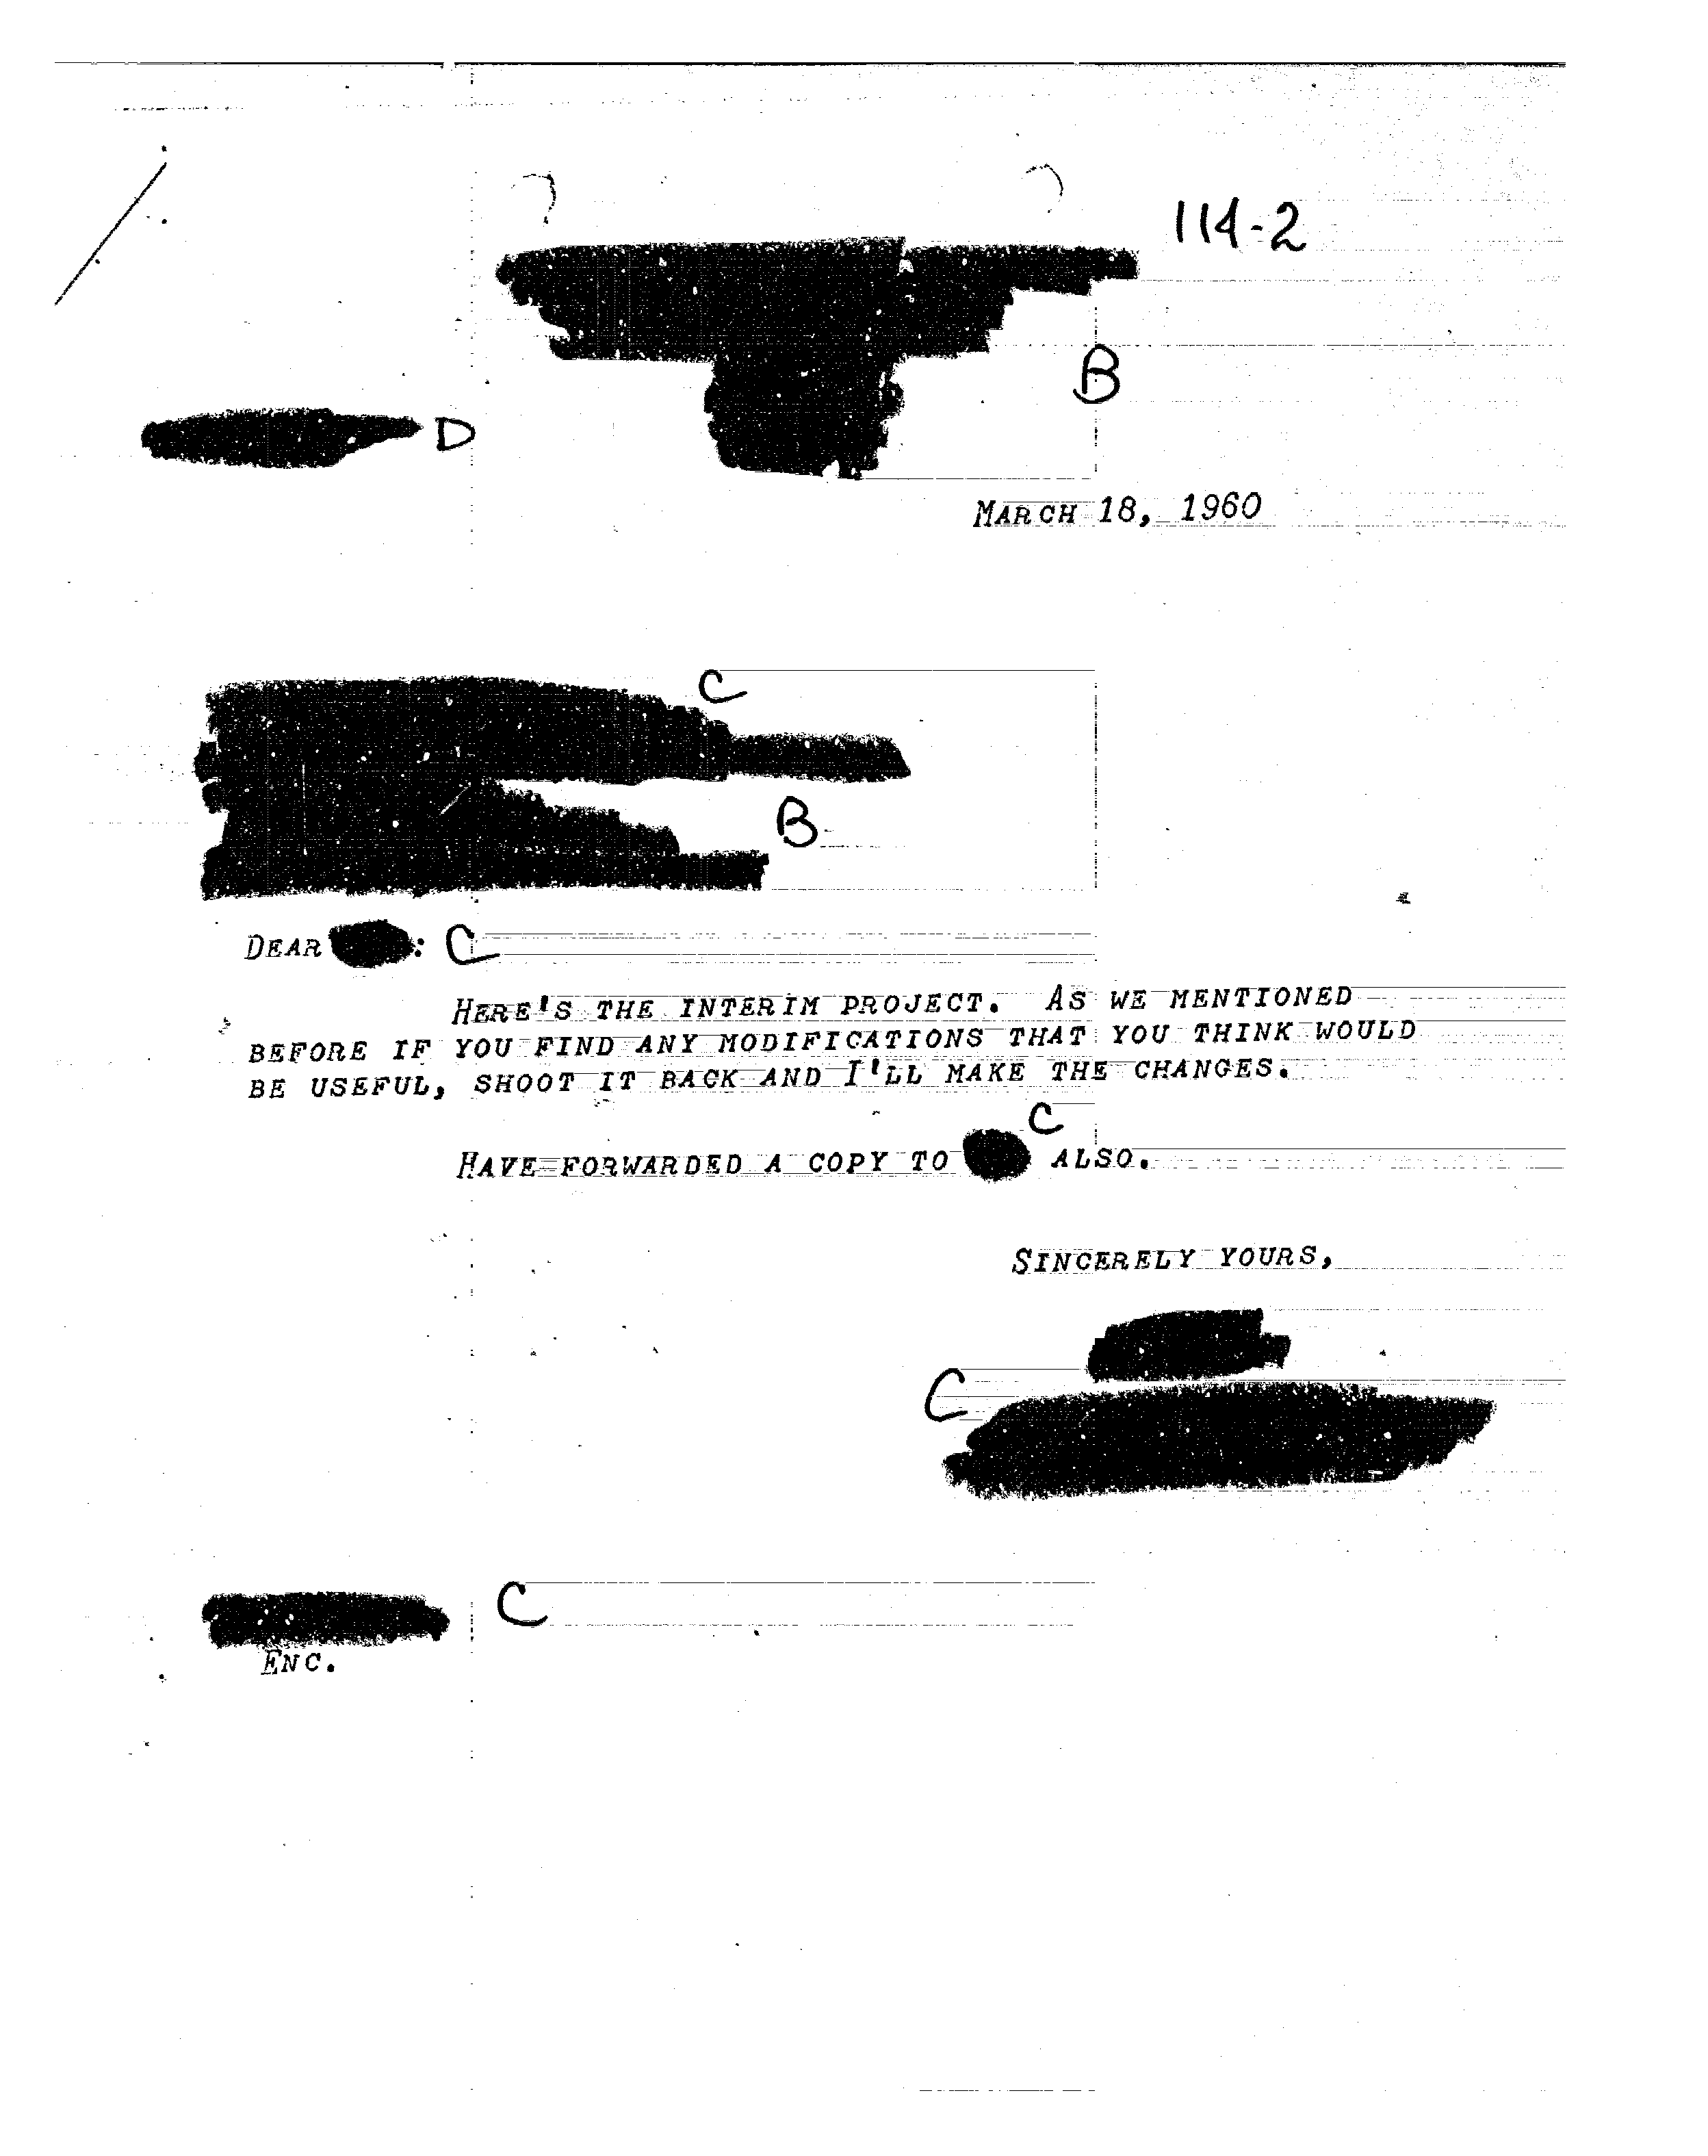 114-2
B
D
March 18, 1960
C
B
Dear : C
Here's the interim project. As we mentioned
before if you find any modifications that you think would
be useful, shoot it back and I'll make the changes.
C
Have forwarded a copy to also.
Sincerely yours,
C
C
Enc.